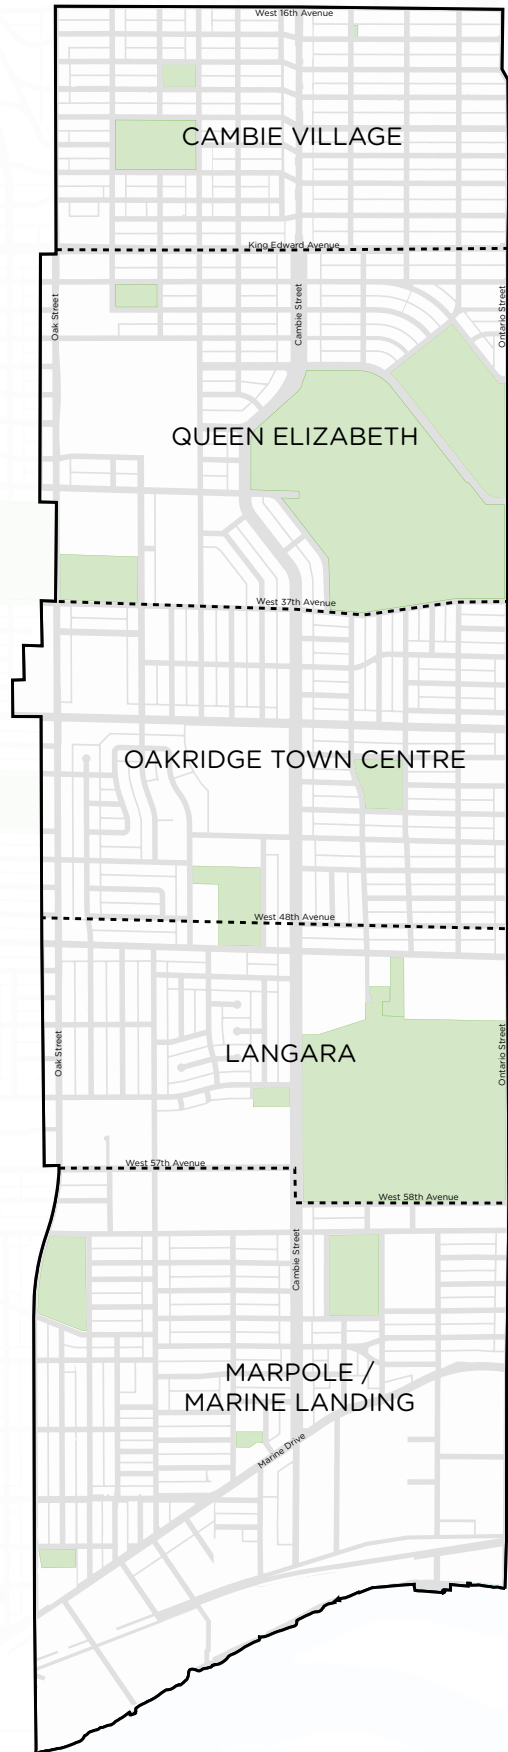 West 16th Avenue
CAMBIE VILLAGE
King Edward Avenue
Oak Street
Cambie Street
Ontario Street
QUEEN ELIZABETH
West 37th Avenue
OAKRIDGE TOWN CENTRE
West 48th Avenue
Oak Street
LANGARA
Ontario Street
West 57th Avenue
West 58th Avenue
Cambie Street
MARPOLE /
MARINE LANDING
Marine Drive